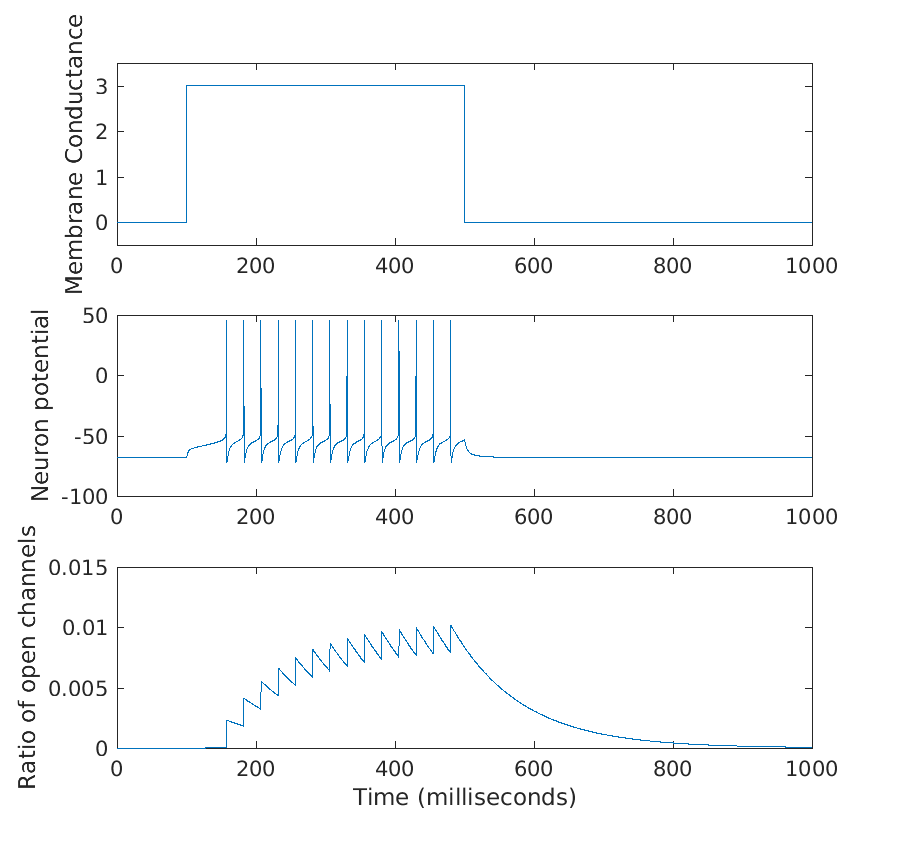 Membrane Conductance
3
2
1
0
0 200 400 600 800 1000
Neuron potential
50
0
-50
-100
0 200 400 600 800 1000
Ratio of open channels
0.015
0.01
0.005
0
0 200 400 600 800 1000
Time (milliseconds)